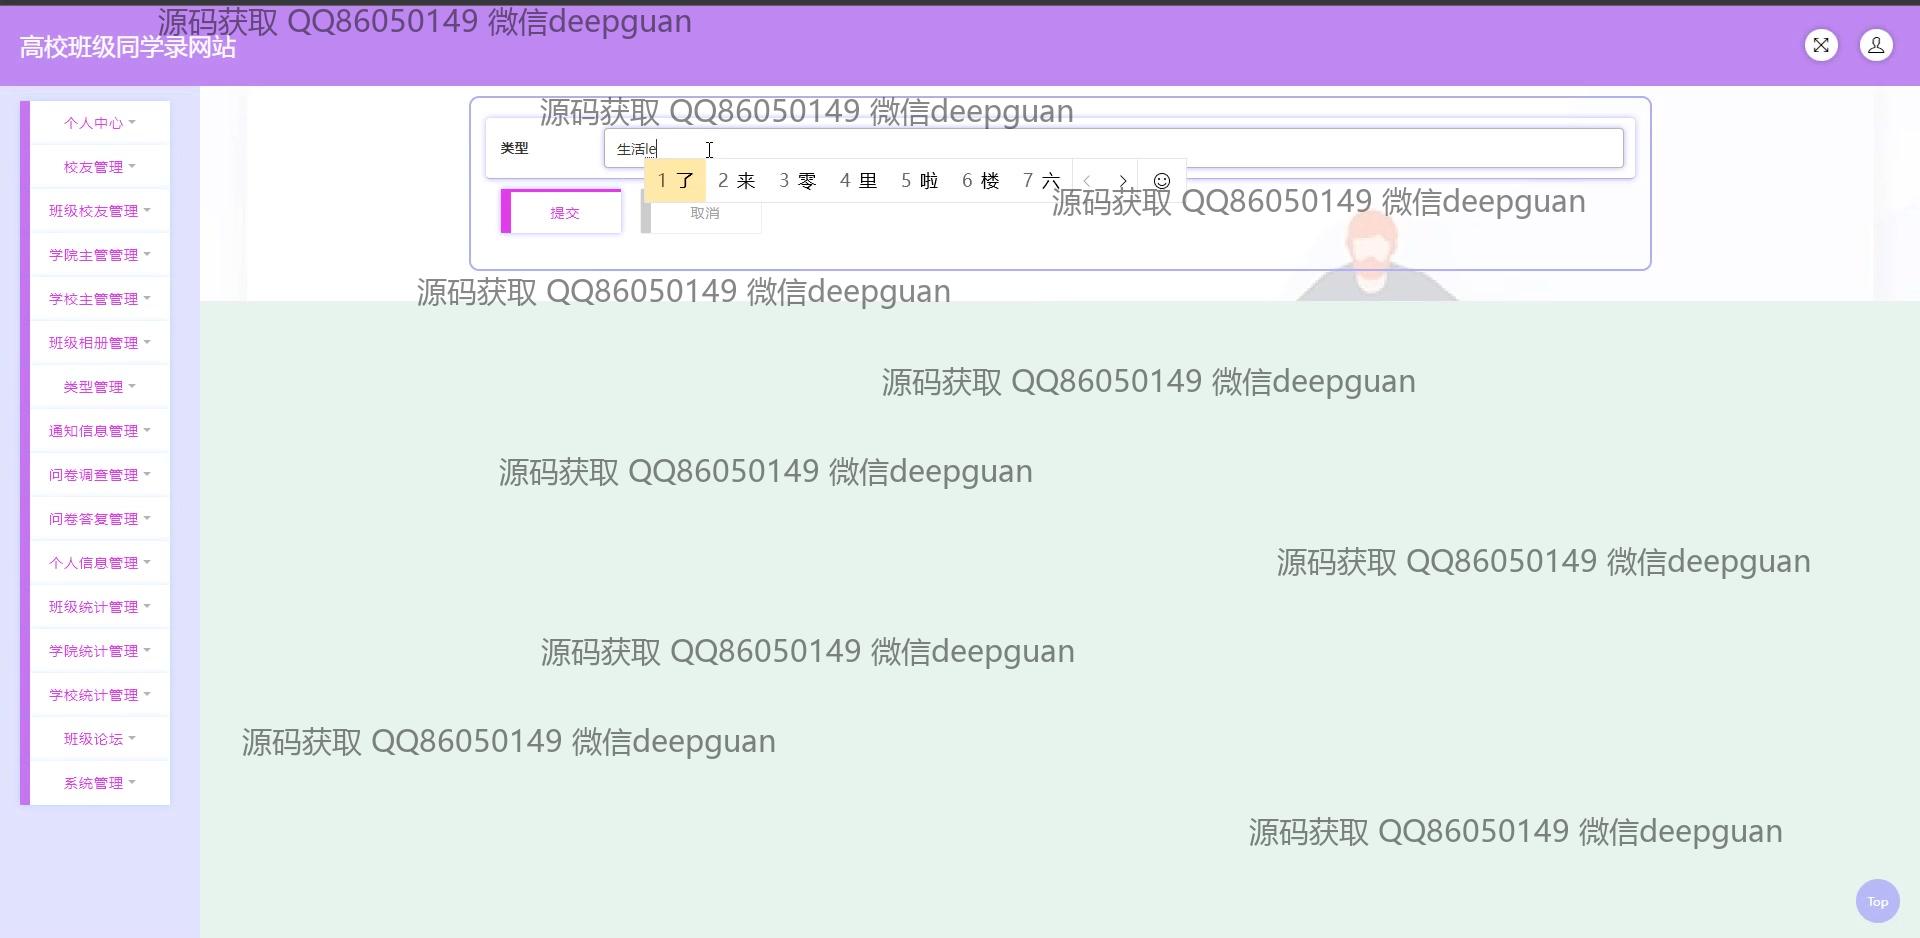 源码获取 QQ86050149 微信deepguan
高校班级同学录网站
个人中心
校友管理
班级校友管理
学院主管管理
学校主管管理
班级相册管理
类型管理
通知信息管理
问卷调查管理
问卷答复管理
个人信息管理
班级统计管理
学院统计管理
学校统计管理
班级论坛
系统管理
源码获取 QQ86050149 微信deepguan
类型
生活le
1 了 2 来 3 零 4 里 5 啦 6 楼 7 六
源码获取 QQ86050149 微信deepguan
提交
取消
源码获取 QQ86050149 微信deepguan
源码获取 QQ86050149 微信deepguan
源码获取 QQ86050149 微信deepguan
源码获取 QQ86050149 微信deepguan
源码获取 QQ86050149 微信deepguan
源码获取 QQ86050149 微信deepguan
源码获取 QQ86050149 微信deepguan
Top